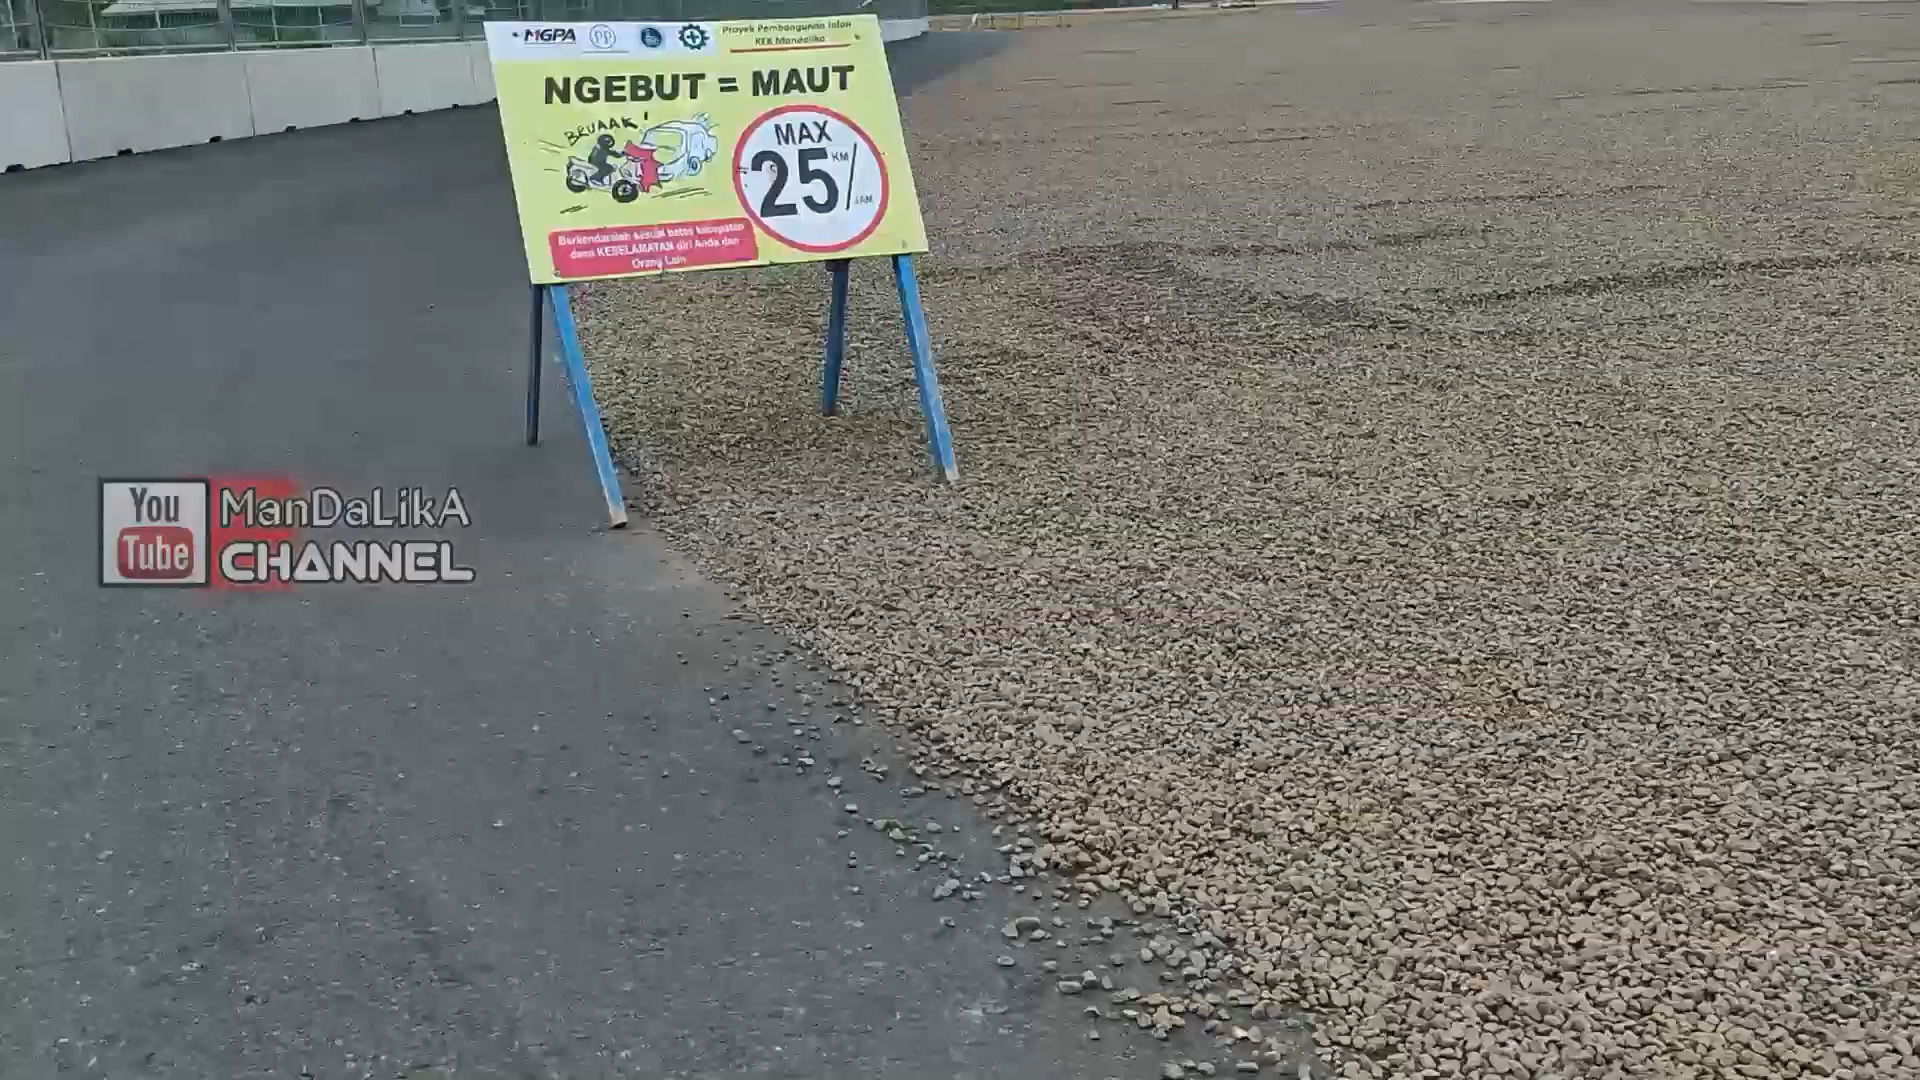 MGPA
PP
Proyek Pembangunan Jalan
KEK Mandalika
NGEBUT = MAUT
BRUAAK!
MAX
25/
KM
JAM
Berkendaralah sesuai batas kecepatan
demi KESELAMATAN diri Anda dan
Orang Lain
You
Tube
ManDaLikA
CHANNEL